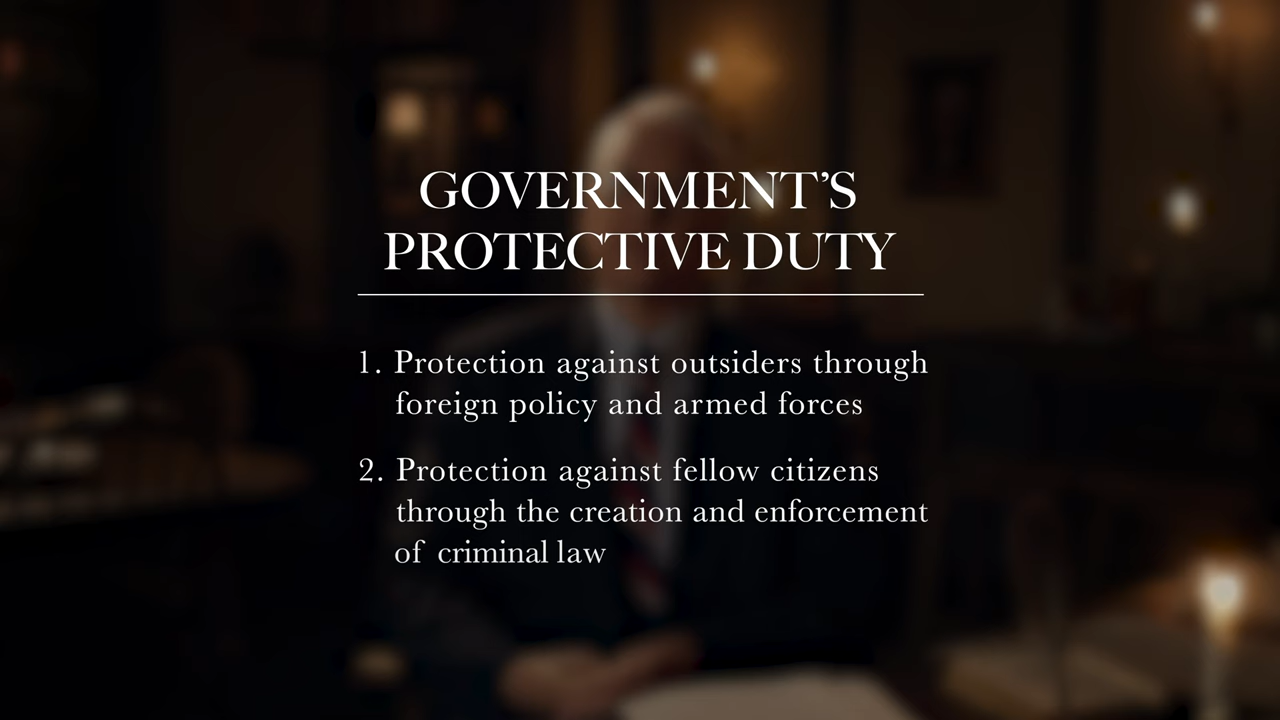 GOVERNMENT'S
PROTECTIVE DUTY
1. Protection against outsiders through
foreign policy and armed forces
2. Protection against fellow citizens
through the creation and enforcement
of criminal law